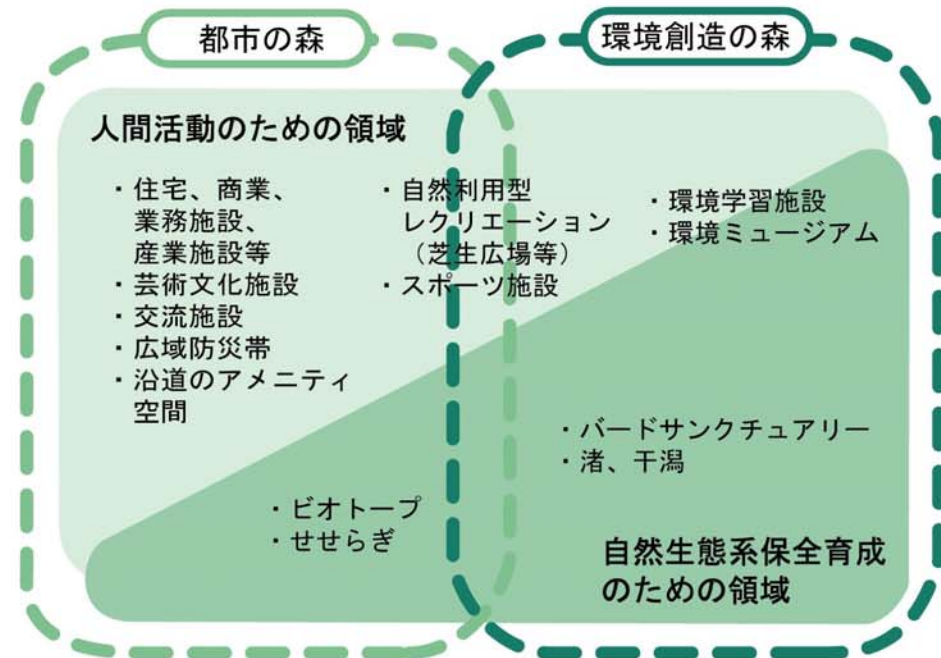 都市の森
環境創造の森
人間活動のための領域
・住宅、商業、
業務施設、
産業施設等
・芸術文化施設
・交流施設
・広域防災帯
・沿道のアメニティ
空間
・自然利用型
レクリエーション
（芝生広場等）
・スポーツ施設
・環境学習施設
・環境ミュージアム
・ビオトープ
・せせらぎ
・バードサンクチュアリー
・渚、干潟
自然生態系保全育成
のための領域